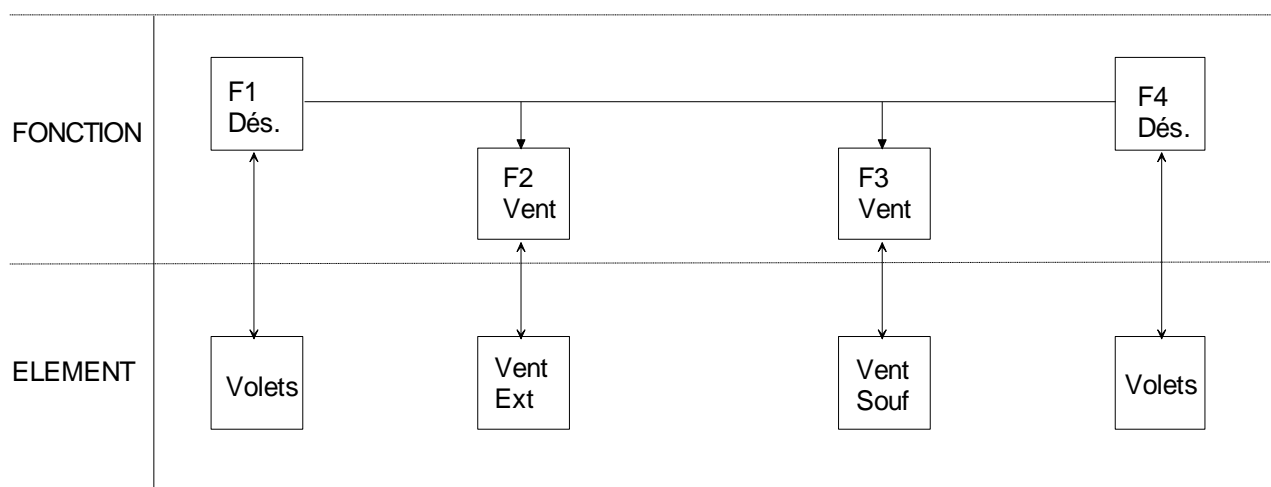 FONCTION
F1
Dés.
F2
Vent
F3
Vent
F4
Dés.
ELEMENT
Volets
Vent
Ext
Vent
Souf
Volets